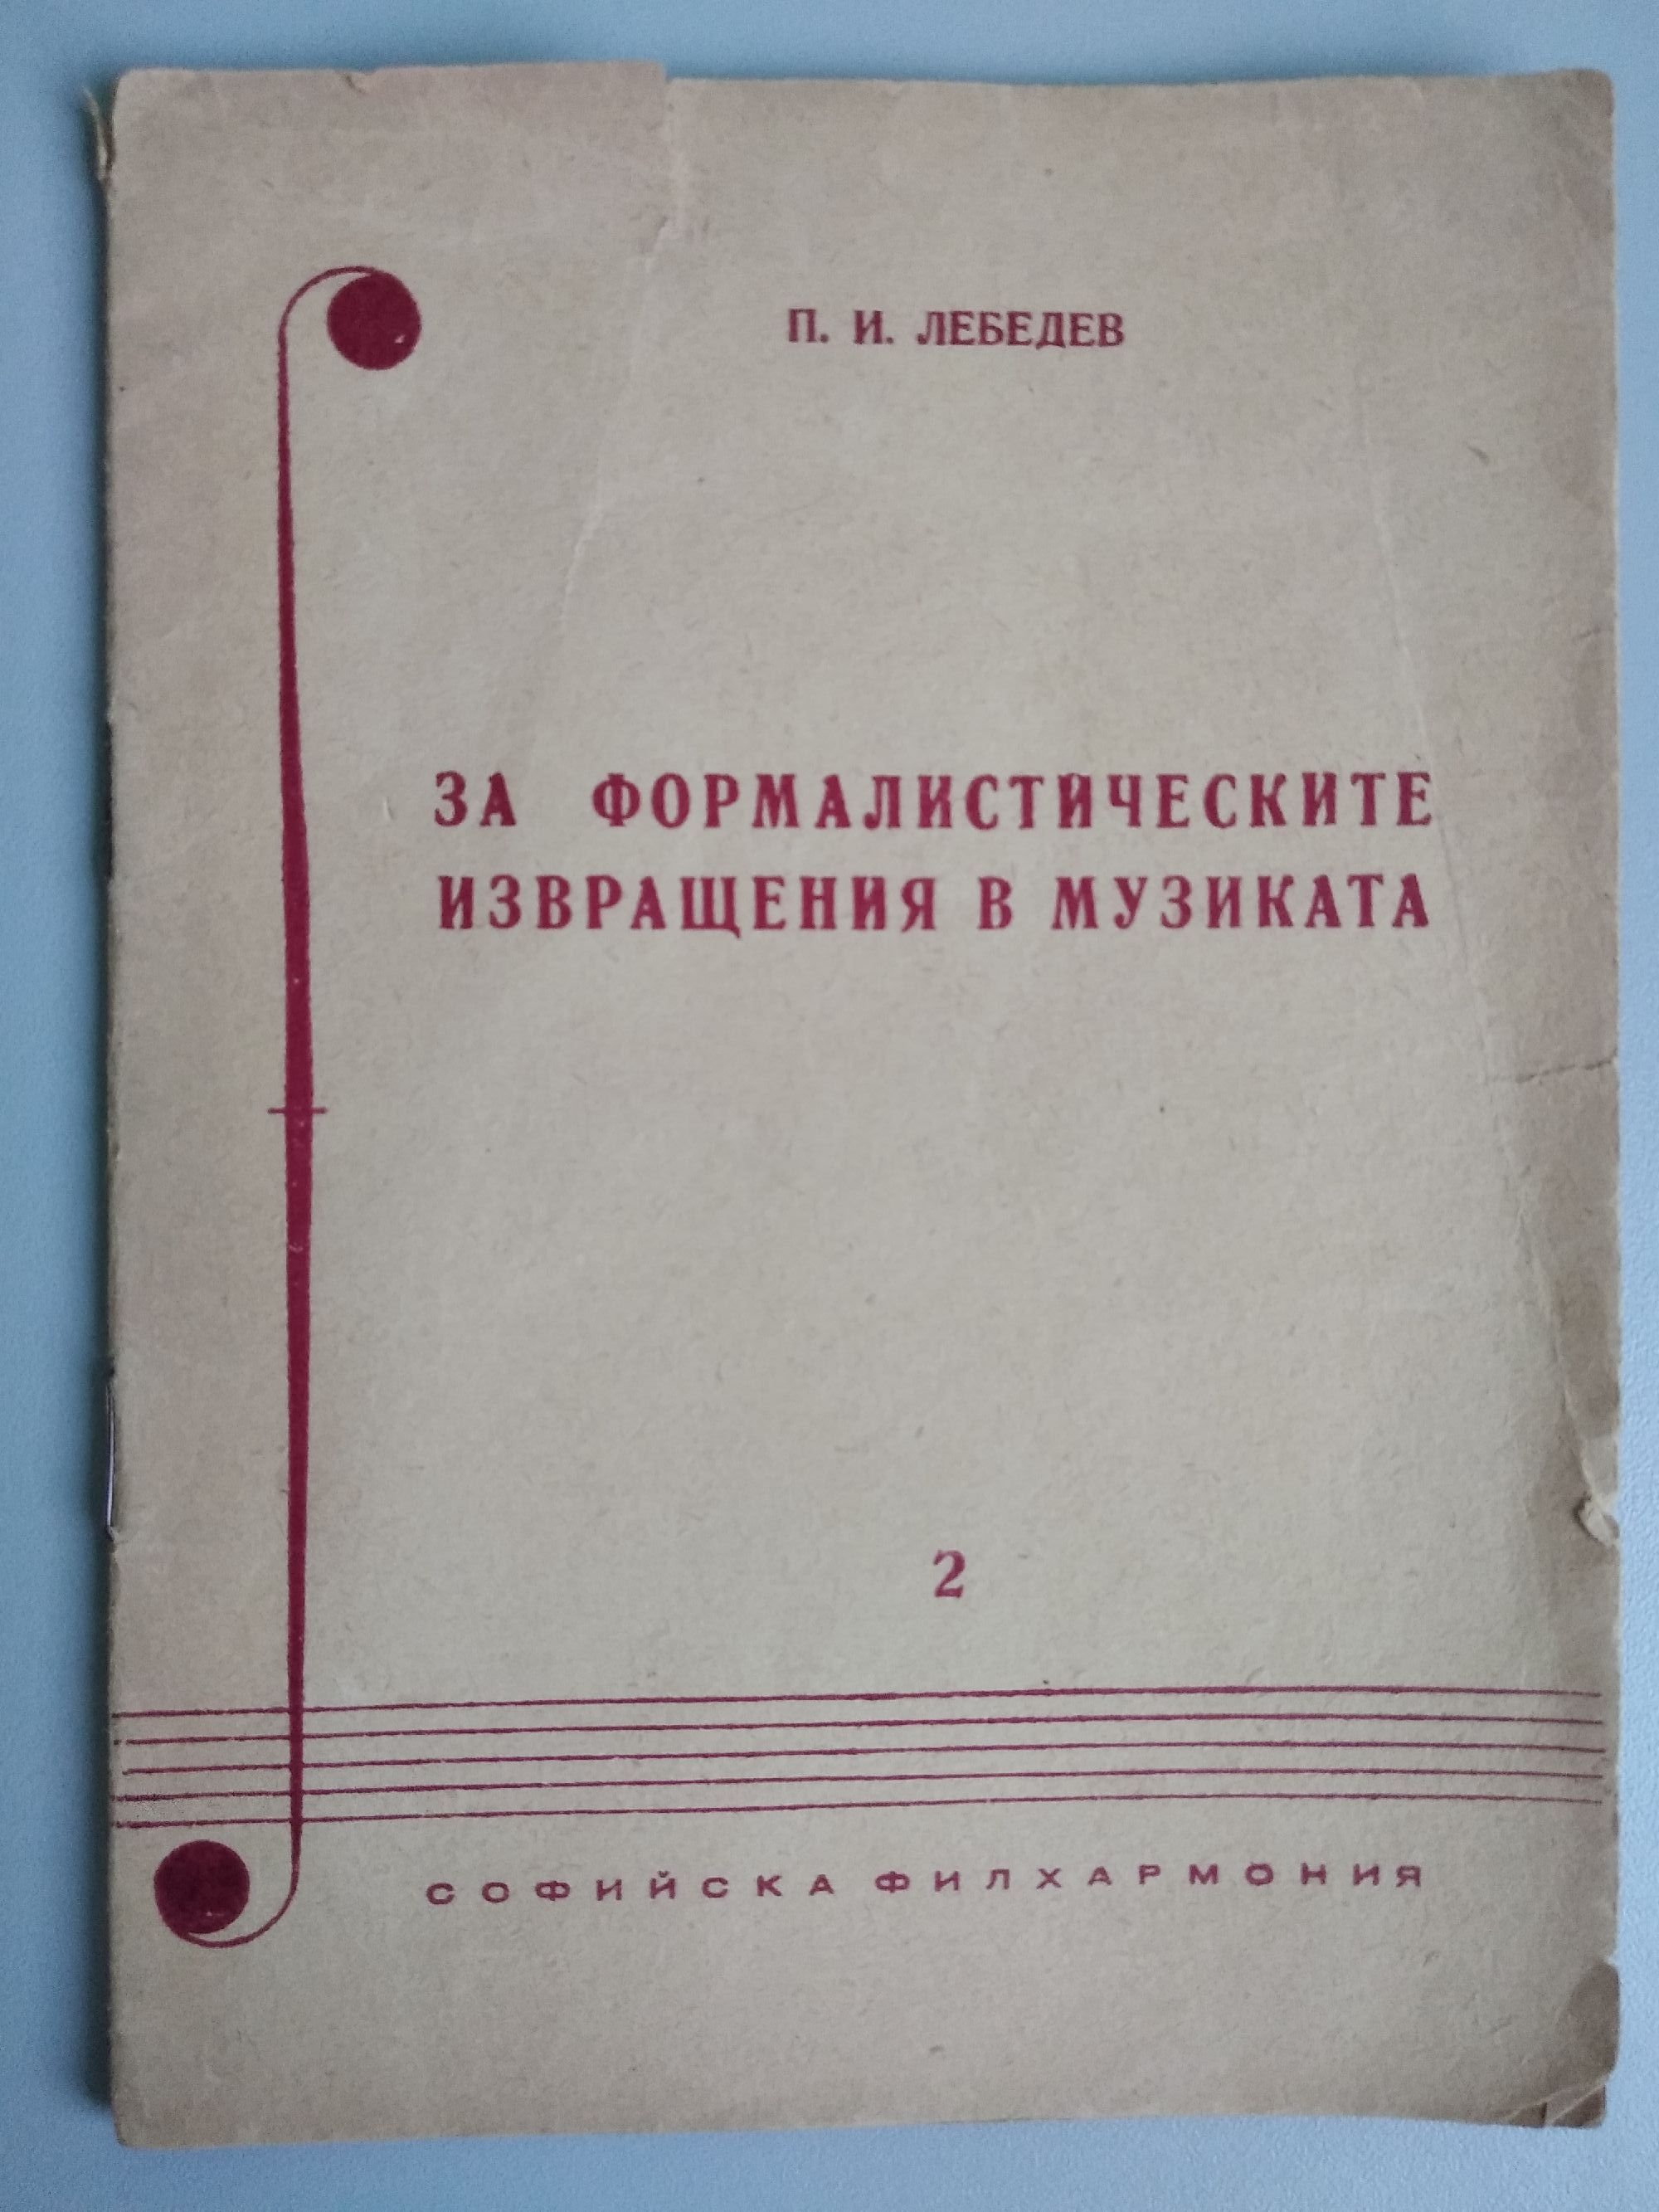 П. И. ЛЕБЕДЕВ
ЗА ФОРМАЛИСТИЧЕСКИТЕ
ИЗВРАЩЕНИЯ В МУЗИКАТА
2
СОФИЙСКА ФИЛХАРМОНИЯ